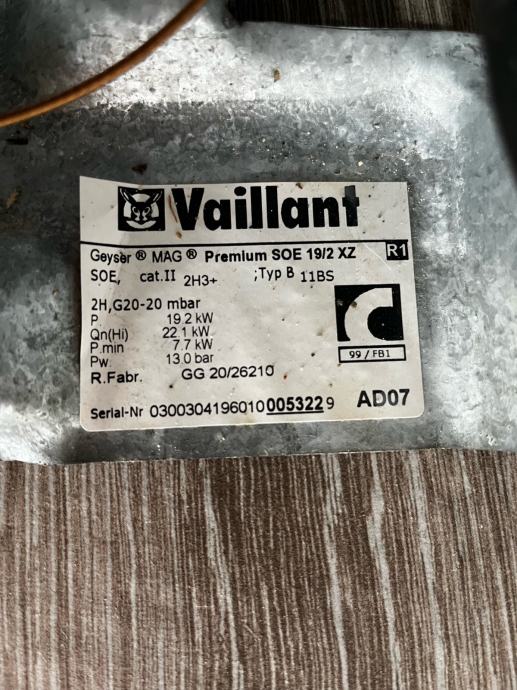 Vaillant
Geyser ® MAG ® Premium SOE 19/2 XZ R1
SOE, cat.II 2H3+ ;Typ B 11BS
2H,G20-20 mbar
P. 19.2 kW
Qn(Hi) 22.1 kW
P.min 7.7 kW
Pw. 13.0 bar
R.Fabr. GG 20/26210
99 / FB1
Serial-Nr 03003041960100053229 AD07